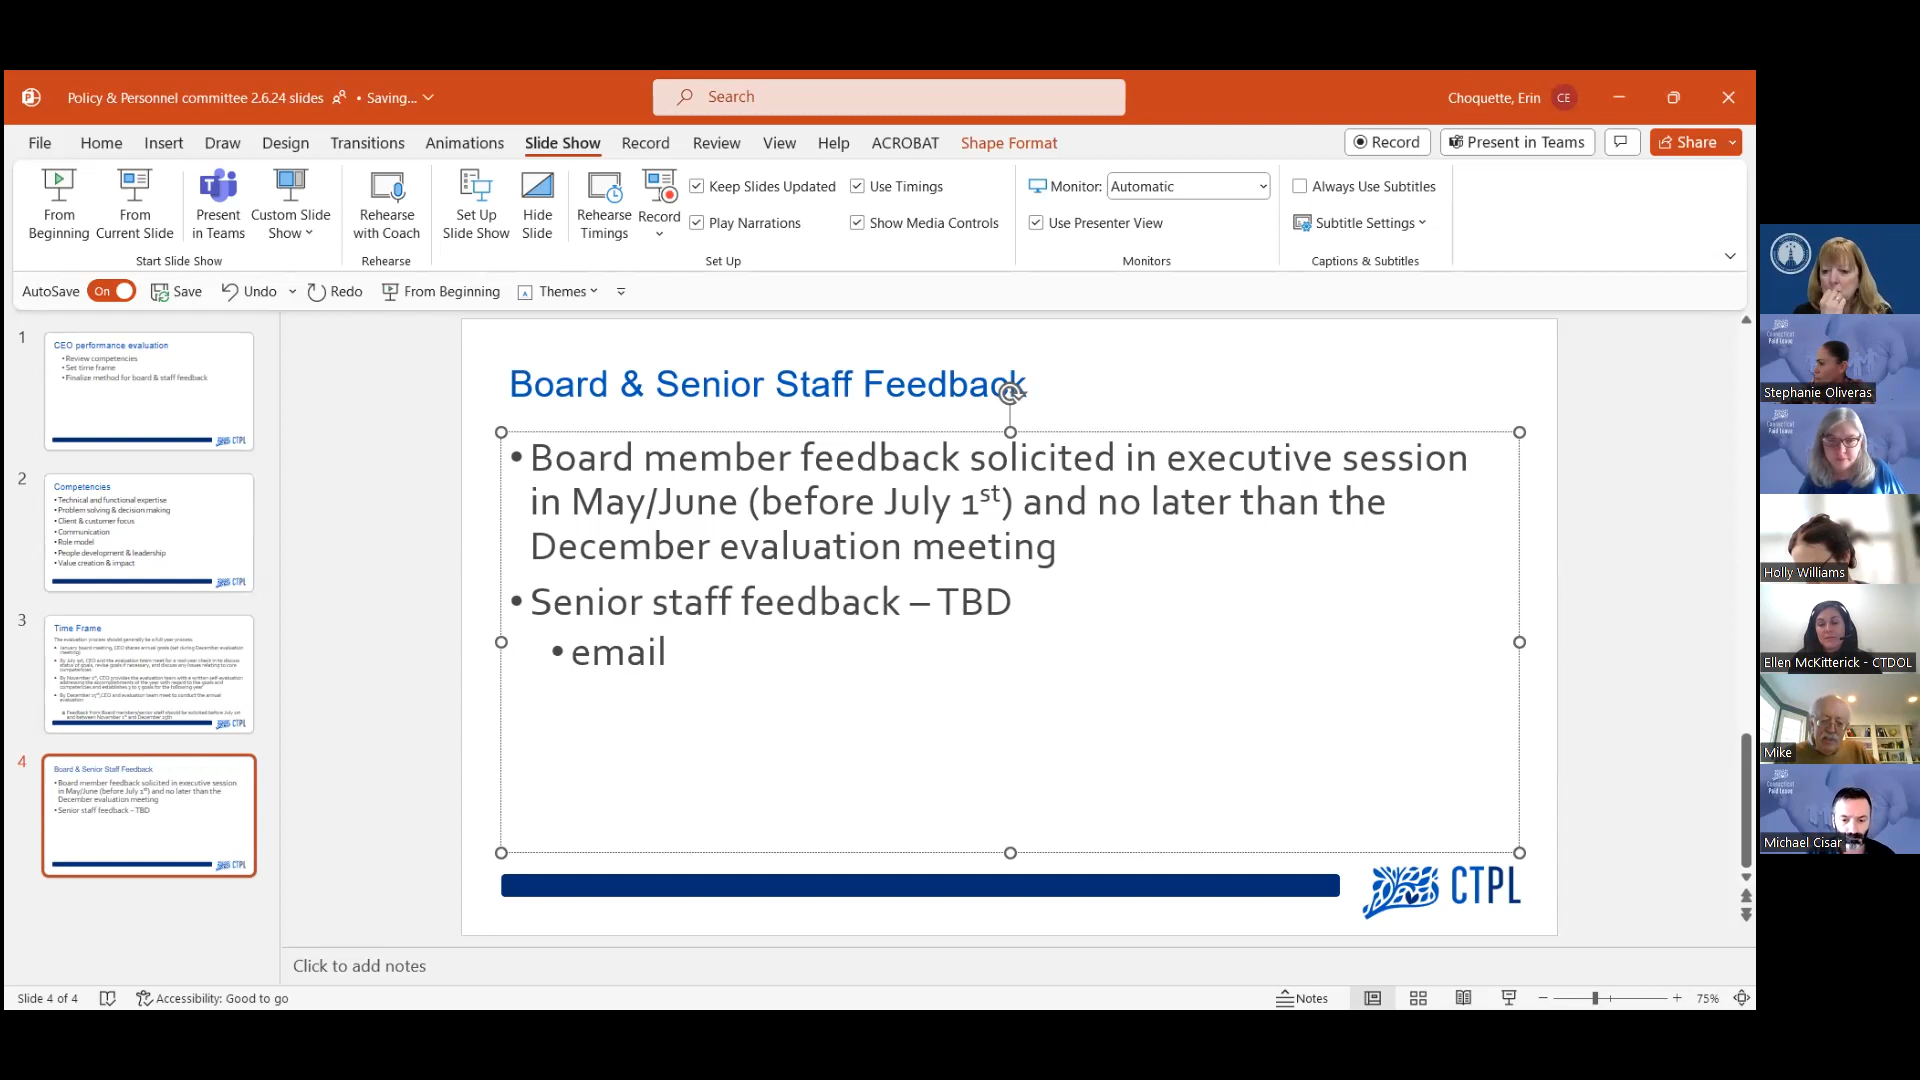 Policy & Personnel committee 2.6.24 slides • Saving...
Search
Choquette, Erin CE
File Home Insert Draw Design Transitions Animations Slide Show Record Review View Help ACROBAT Shape Format
Record Present in Teams Share
From Beginning
From Current Slide
Present in Teams
Custom Slide Show
Start Slide Show
Rehearse with Coach
Rehearse
Set Up Slide Show
Hide Slide
Rehearse Timings
Record
Keep Slides Updated
Play Narrations
Use Timings
Show Media Controls
Set Up
Monitor: Automatic
Use Presenter View
Monitors
Always Use Subtitles
Subtitle Settings
Captions & Subtitles
AutoSave On Save Undo Redo From Beginning Themes
1
CEO performance evaluation
• Review competencies
• Set time frame
• Finalize method for board & staff feedback
CTPL
2
Competencies
• Technical and functional expertise
• Problem solving & decision making
• Client & customer focus
• Communication
• Role model
• People development & leadership
• Value creation & impact
CTPL
3
Time Frame
The evaluation process should generally be a full year process
• January board meeting, CEO shares annual goals (set during December evaluation
meeting)
• By July 1st, CEO and the evaluation team meet for a mid-year check in to discuss
status of goals, revise goals if necessary, and discuss any issues relating to core
competencies
• By November 1st, CEO provides the evaluation team with a written self-evaluation
addressing the accomplishments of the year with regard to the goals and
competencies and establishes 3 to 5 goals for the following year
• By December 15th, CEO and evaluation team meet to conduct the annual
evaluation
Feedback from Board members/senior staff should be solicited before July 1st
and between November 1st and December 15th
CTPL
4
Board & Senior Staff Feedback
• Board member feedback solicited in executive session
in May/June (before July 1st) and no later than the
December evaluation meeting
• Senior staff feedback – TBD
CTPL
Board & Senior Staff Feedback
• Board member feedback solicited in executive session
in May/June (before July 1st) and no later than the
December evaluation meeting
• Senior staff feedback – TBD
• email
CTPL
Click to add notes
Slide 4 of 4 Accessibility: Good to go Notes 75%
Connecticut
Paid Leave
Stephanie Oliveras
Connecticut
Paid Leave
Holly Williams
Ellen McKitterick - CTDOL
Mike
Connecticut
Paid Leave
Michael Cisar